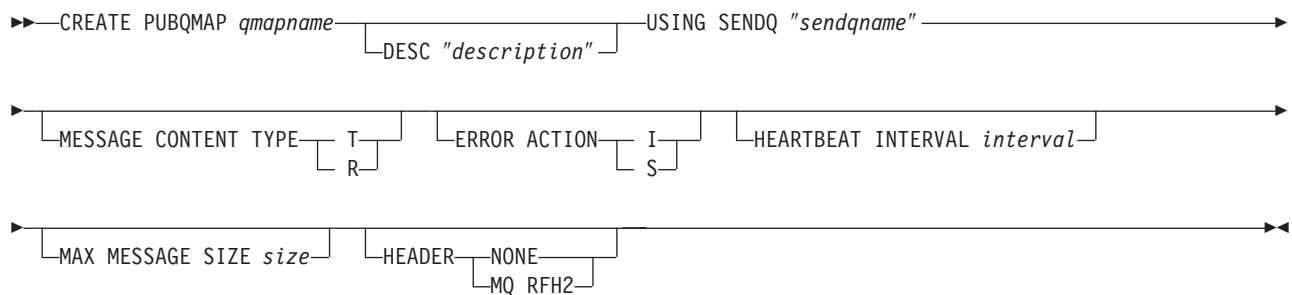 CREATE PUBQMAP qmapname USING SENDQ "sendqname"
DESC "description"
MESSAGE CONTENT TYPE T ERROR ACTION I HEARTBEAT INTERVAL interval
R S
MAX MESSAGE SIZE size HEADER NONE
MQ RFH2